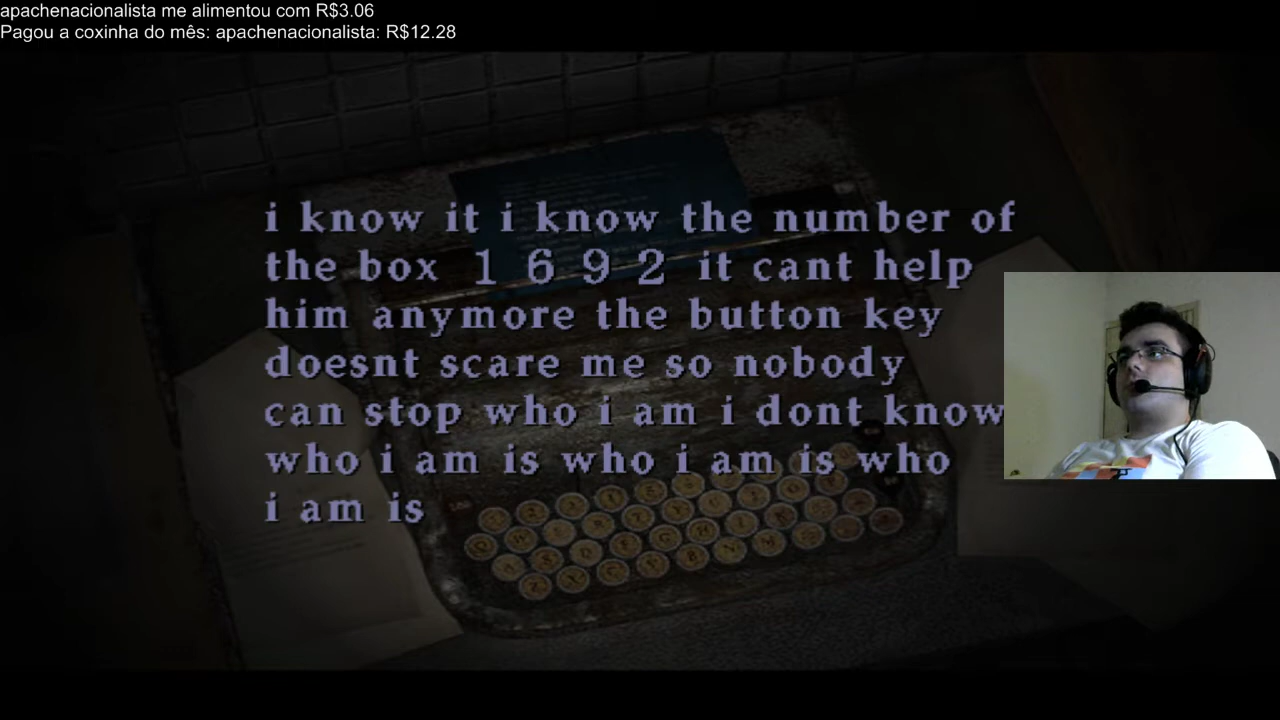 apachenacionalista me alimentou com R$3.06
Pagou a coxinha do mês: apachenacionalista: R$12.28
i know it i know the number of
the box 1 6 9 2 it cant help
him anymore the button key
doesnt scare me so nobody
can stop who i am i dont know
who i am is who i am is who
i am is